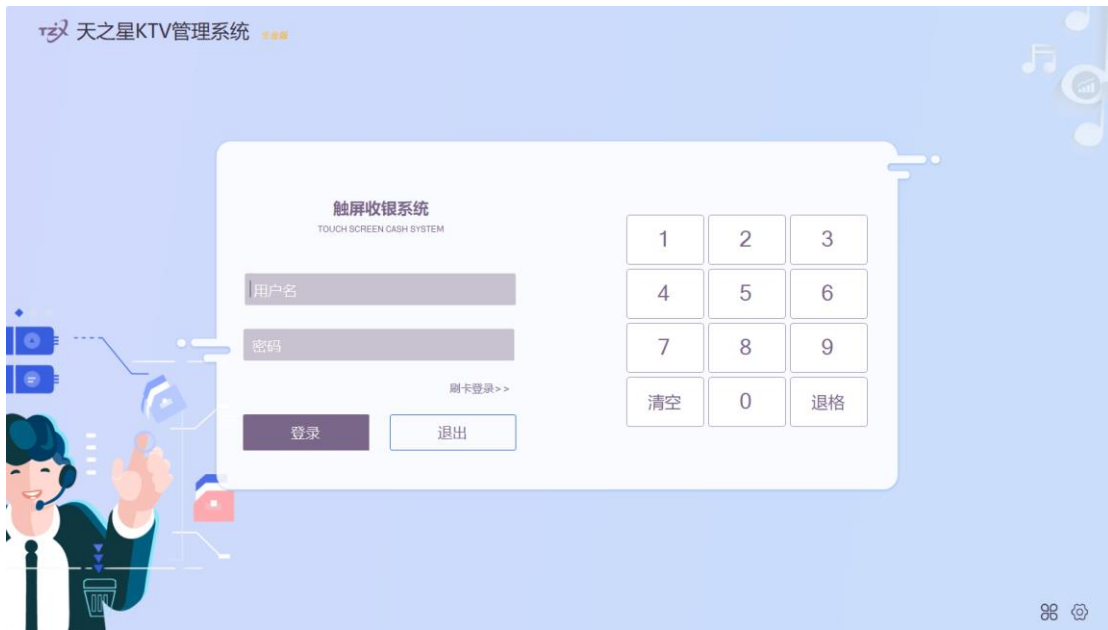 TZX 天之星KTV管理系统
触屏收银系统
TOUCH SCREEN CASH SYSTEM
用户名
密码
刷卡登录>>
登录 退出
1 2 3
4 5 6
7 8 9
清空 0 退格